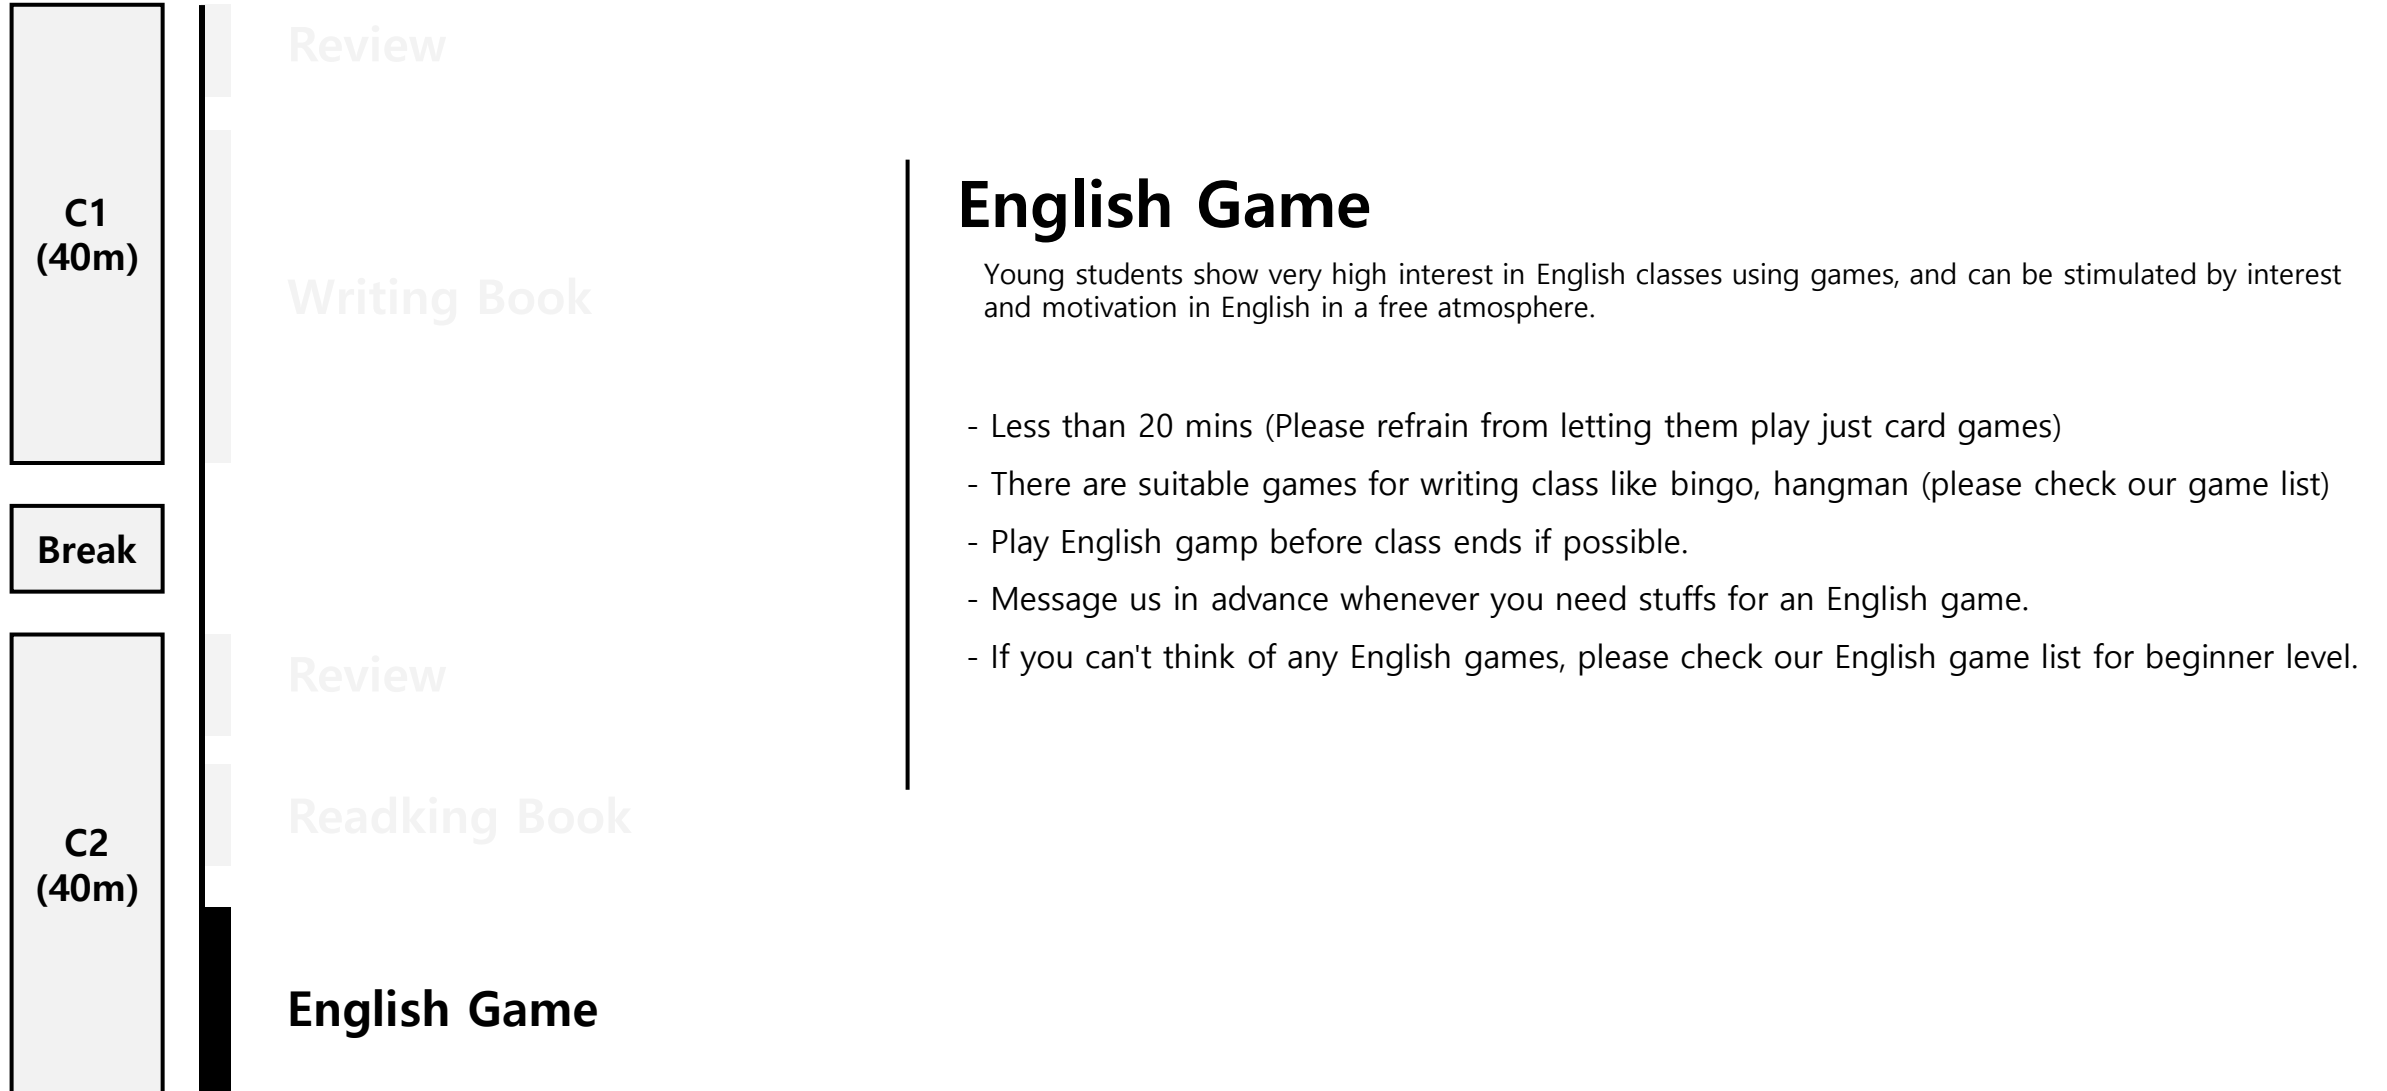 C1
(40m)
Break
C2
(40m)
Review
Writing Book
Review
Readking Book
English Game
English Game
Young students show very high interest in English classes using games, and can be stimulated by interest
and motivation in English in a free atmosphere.
- Less than 20 mins (Please refrain from letting them play just card games)
- There are suitable games for writing class like bingo, hangman (please check our game list)
- Play English gamp before class ends if possible.
- Message us in advance whenever you need stuffs for an English game.
- If you can't think of any English games, please check our English game list for beginner level.